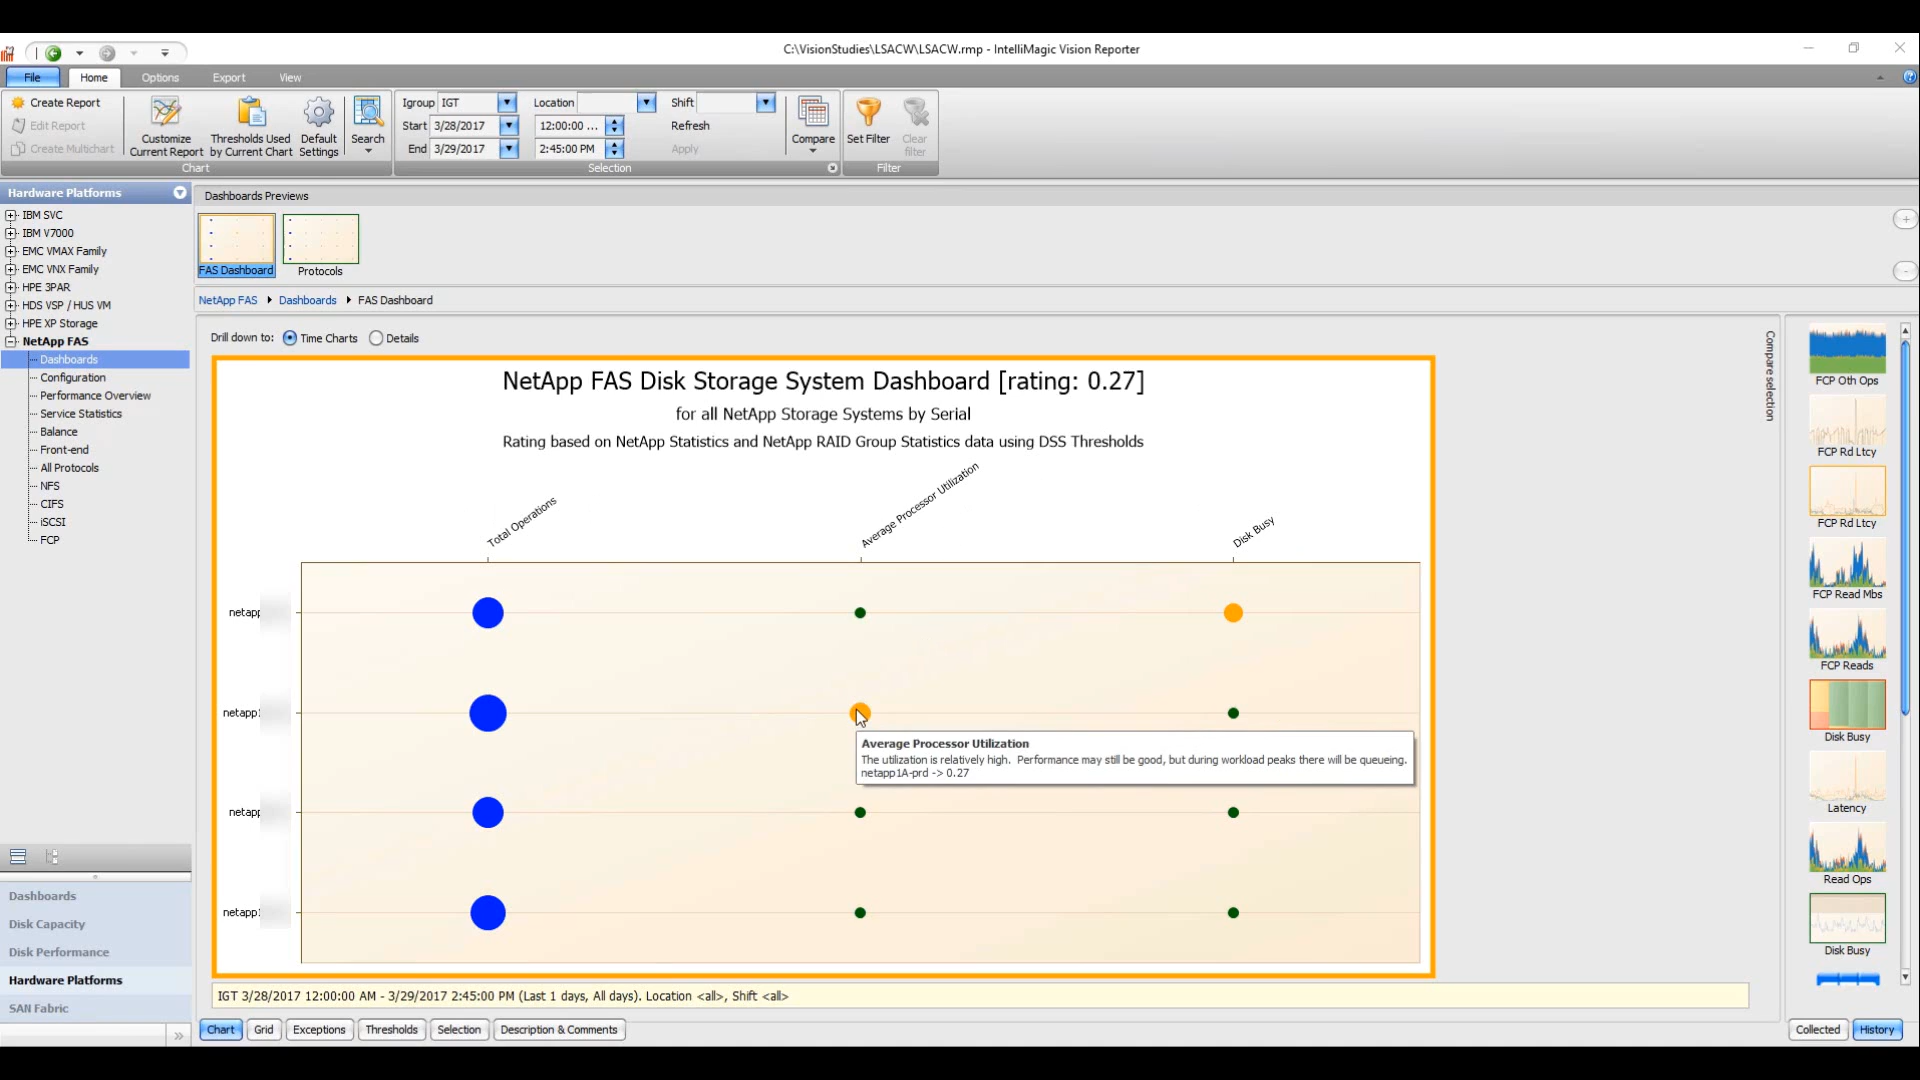 C:\VisionStudies\LSACW\LSACW.rmp - IntelliMagic Vision Reporter
File Home Options Export View
Create Report
Edit Report
Create Multichart
Customize Current Report
Thresholds Used by Current Chart
Default Settings
Search
Chart
Igroup IGT Location Shift
Start 3/28/2017 12:00:00 ... Refresh
End 3/29/2017 2:45:00 PM Apply
Selection
Compare
Set Filter
Clear filter
Filter
Hardware Platforms
IBM SVC
IBM V7000
EMC VMAX Family
EMC VNX Family
HPE 3PAR
HDS VSP / HUS VM
HPE XP Storage
NetApp FAS
Dashboards
Configuration
Performance Overview
Service Statistics
Balance
Front-end
All Protocols
NFS
CIFS
iSCSI
FCP
Dashboards
Disk Capacity
Disk Performance
Hardware Platforms
SAN Fabric
Dashboards Previews
FAS Dashboard Protocols
NetApp FAS Dashboards FAS Dashboard
Drill down to: Time Charts Details
NetApp FAS Disk Storage System Dashboard [rating: 0.27]
for all NetApp Storage Systems by Serial
Rating based on NetApp Statistics and NetApp RAID Group Statistics data using DSS Thresholds
Total Operations
Average Processor Utilization
Disk Busy
netapp
netapp1
netapp
netapp1
Average Processor Utilization
The utilization is relatively high. Performance may still be good, but during workload peaks there will be queueing.
netapp1A-prd -> 0.27
IGT 3/28/2017 12:00:00 AM - 3/29/2017 2:45:00 PM (Last 1 days, All days). Location <all>, Shift <all>
Chart Grid Exceptions Thresholds Selection Description & Comments
Compare selection
FCP Oth Ops
FCP Rd Ltcy
FCP Rd Ltcy
FCP Read Mbs
FCP Reads
Disk Busy
Latency
Read Ops
Disk Busy
Collected History